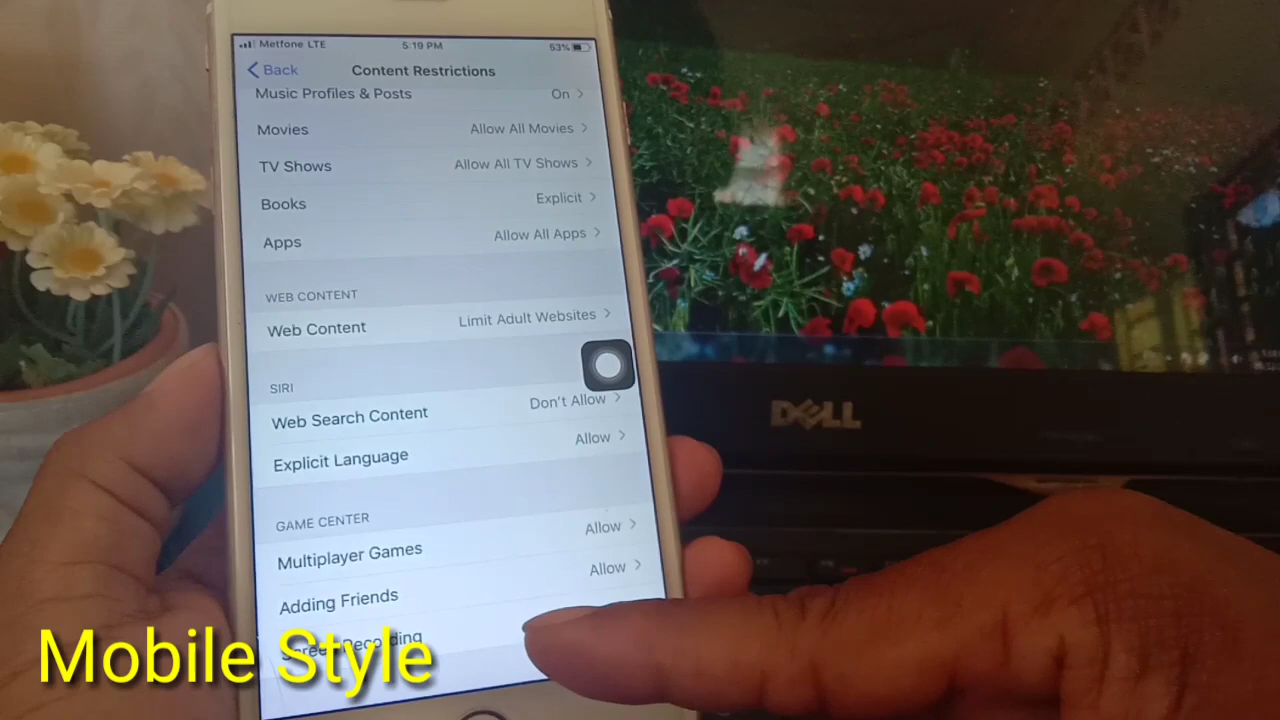 Metfone LTE 5:19 PM 53%
Back Content Restrictions
Music Profiles & Posts On
Movies Allow All Movies
TV Shows Allow All TV Shows
Books Explicit
Apps Allow All Apps
WEB CONTENT
Web Content Limit Adult Websites
SIRI
Web Search Content Don't Allow
Explicit Language Allow
GAME CENTER
Multiplayer Games Allow
Adding Friends Allow
Screen Recording
DELL
Mobile Style